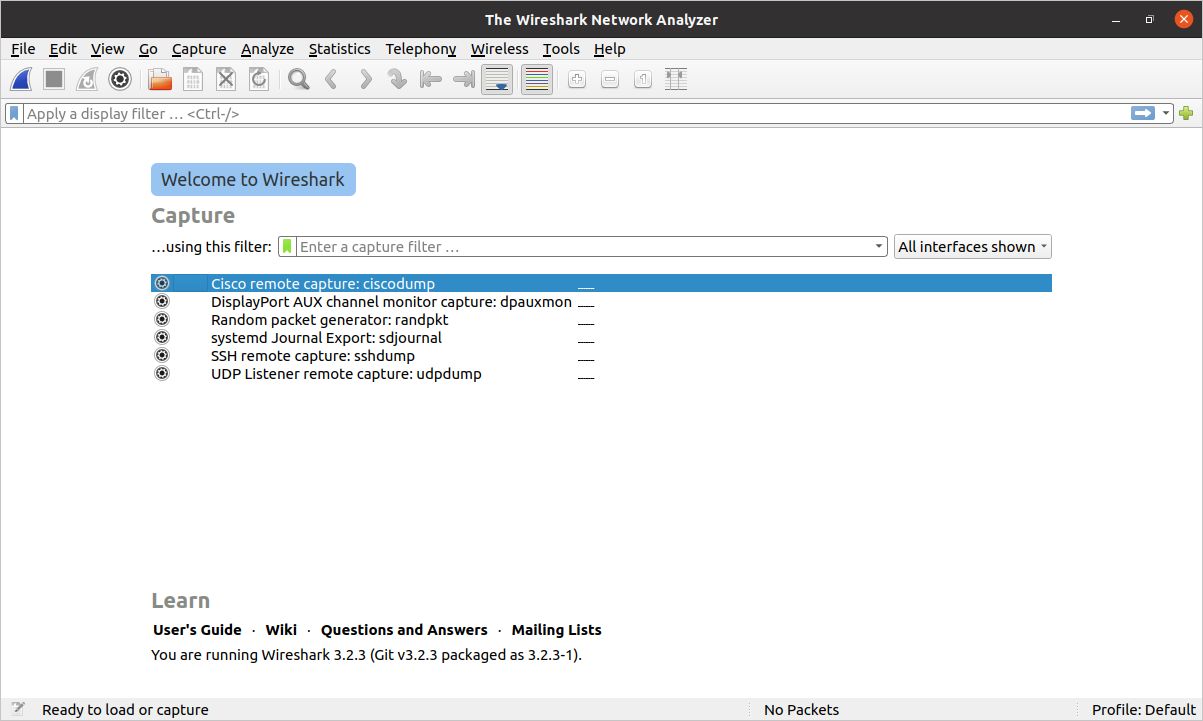 The Wireshark Network Analyzer
File Edit View Go Capture Analyze Statistics Telephony Wireless Tools Help
Apply a display filter … <Ctrl-/>
Welcome to Wireshark
Capture
…using this filter: Enter a capture filter … All interfaces shown
Cisco remote capture: ciscodump
DisplayPort AUX channel monitor capture: dpauxmon
Random packet generator: randpkt
systemd Journal Export: sdjournal
SSH remote capture: sshdump
UDP Listener remote capture: udpdump
Learn
User's Guide · Wiki · Questions and Answers · Mailing Lists
You are running Wireshark 3.2.3 (Git v3.2.3 packaged as 3.2.3-1).
Ready to load or capture No Packets Profile: Default